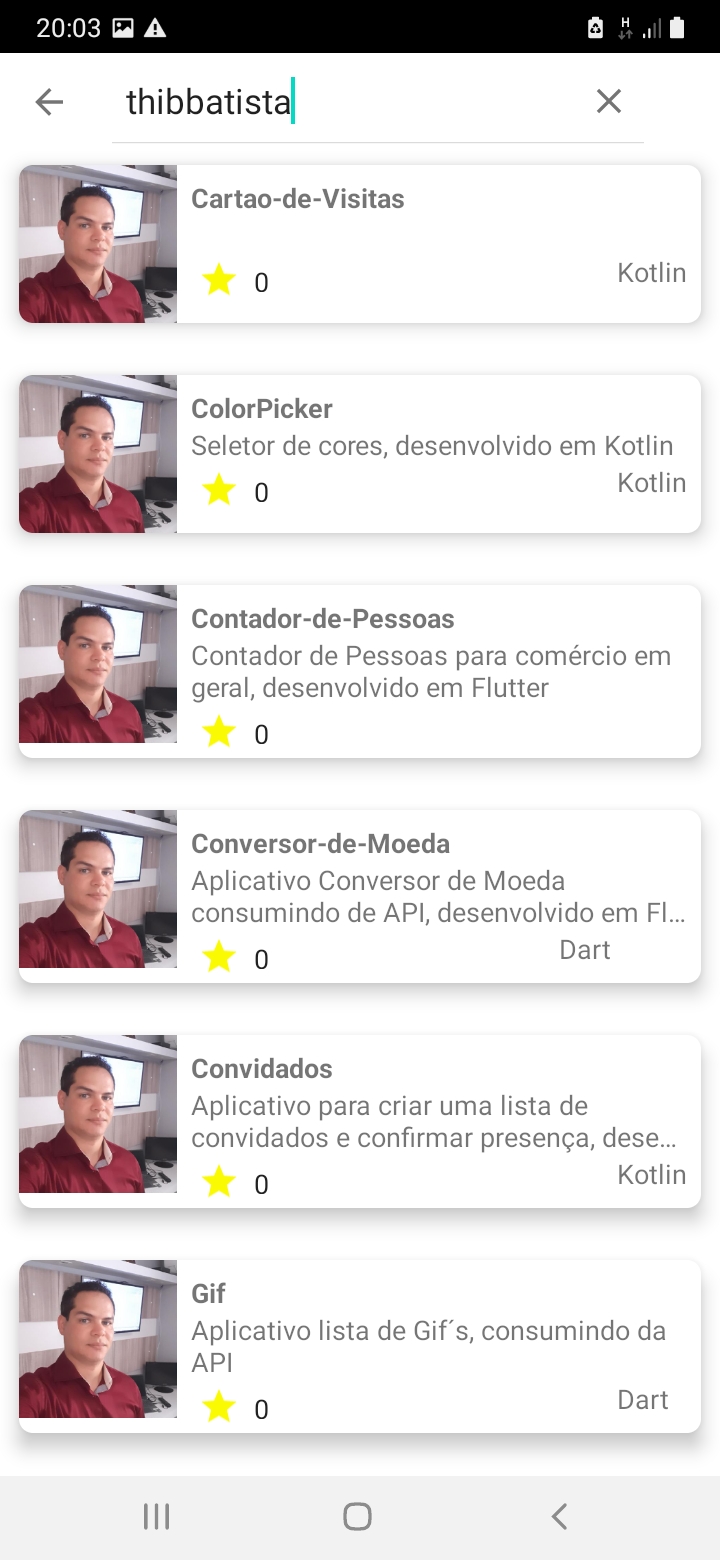 20:03
H
thibbatista
Cartao-de-Visitas
0
Kotlin
ColorPicker
Seletor de cores, desenvolvido em Kotlin
0
Kotlin
Contador-de-Pessoas
Contador de Pessoas para comércio em
geral, desenvolvido em Flutter
0
Conversor-de-Moeda
Aplicativo Conversor de Moeda
consumindo de API, desenvolvido em Fl...
0
Dart
Convidados
Aplicativo para criar uma lista de
convidados e confirmar presença, dese...
0
Kotlin
Gif
Aplicativo lista de Gif´s, consumindo da
API
0
Dart